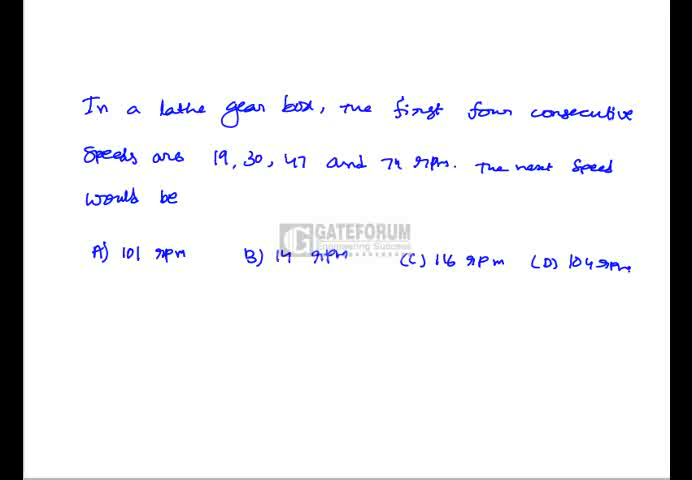 In a lathe gear box, the first four consecutive
speeds are 19, 30, 47 and 74 rpm. The next speed
would be
GATEFORUM
Engineering Success
A) 101 rpm B) 14 rpm (C) 116 rpm (D) 104 rpm